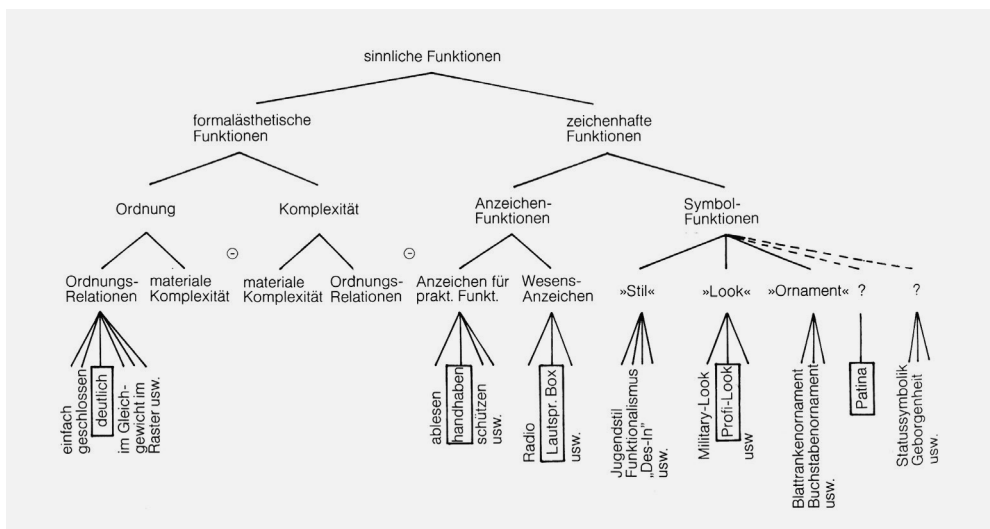 sinnliche Funktionen
formalästhetische
Funktionen
zeichenhafte
Funktionen
Ordnung
Komplexität
Anzeichen-
Funktionen
Symbol-
Funktionen
Ordnungs-
Relationen
materiale
Komplexität
materiale
Komplexität
Ordnungs-
Relationen
Anzeichen für
prakt. Funkt.
Wesens-
Anzeichen
»Stil«
»Look«
»Ornament«
?
?
einfach
geschlossen
deutlich
im Gleich-
gewicht im
Raster usw.
ablesen
handhaben
schützen
usw.
Radio
Lautspr. Box
usw.
Jugendstil
Funktionalismus
„Des-In”
usw.
Military-Look
Profi-Look
usw
Blattrankenornament
Buchstabenornament
usw.
Patina
Statussymbolik
Geborgenheit
usw.